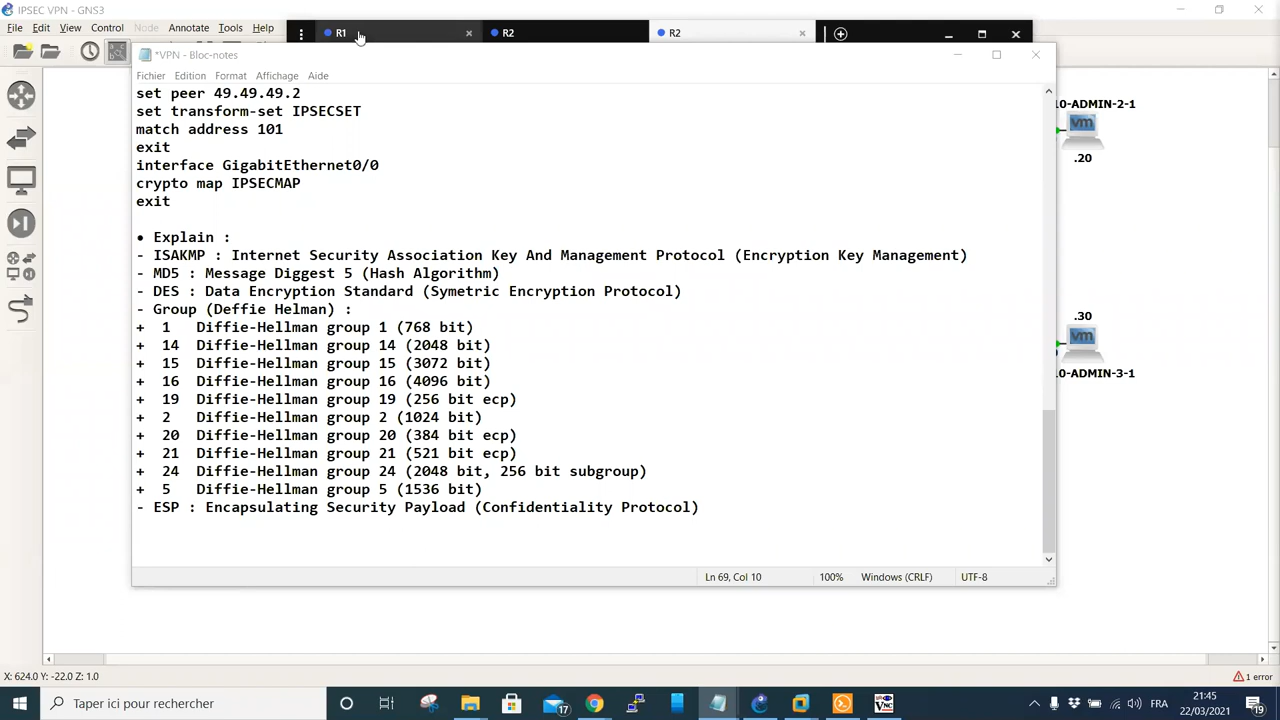 IPSEC VPN - GNS3
File Edit View Control Node Annotate Tools Help
R1 × R2 R2 ×
*VPN - Bloc-notes
Fichier Edition Format Affichage Aide
set peer 49.49.49.2
set transform-set IPSECSET
match address 101
exit
interface GigabitEthernet0/0
crypto map IPSECMAP
exit
• Explain :
- ISAKMP : Internet Security Association Key And Management Protocol (Encryption Key Management)
- MD5 : Message Diggest 5 (Hash Algorithm)
- DES : Data Encryption Standard (Symetric Encryption Protocol)
- Group (Deffie Helman) :
+ 1 Diffie-Hellman group 1 (768 bit)
+ 14 Diffie-Hellman group 14 (2048 bit)
+ 15 Diffie-Hellman group 15 (3072 bit)
+ 16 Diffie-Hellman group 16 (4096 bit)
+ 19 Diffie-Hellman group 19 (256 bit ecp)
+ 2 Diffie-Hellman group 2 (1024 bit)
+ 20 Diffie-Hellman group 20 (384 bit ecp)
+ 21 Diffie-Hellman group 21 (521 bit ecp)
+ 24 Diffie-Hellman group 24 (2048 bit, 256 bit subgroup)
+ 5 Diffie-Hellman group 5 (1536 bit)
- ESP : Encapsulating Security Payload (Confidentiality Protocol)
Ln 69, Col 10 100% Windows (CRLF) UTF-8
10-ADMIN-2-1
vm
.20
.30
vm
10-ADMIN-3-1
X: 624.0 Y: -22.0 Z: 1.0
1 error
Taper ici pour rechercher
17
VNC
FRA
21:45
22/03/2021
19